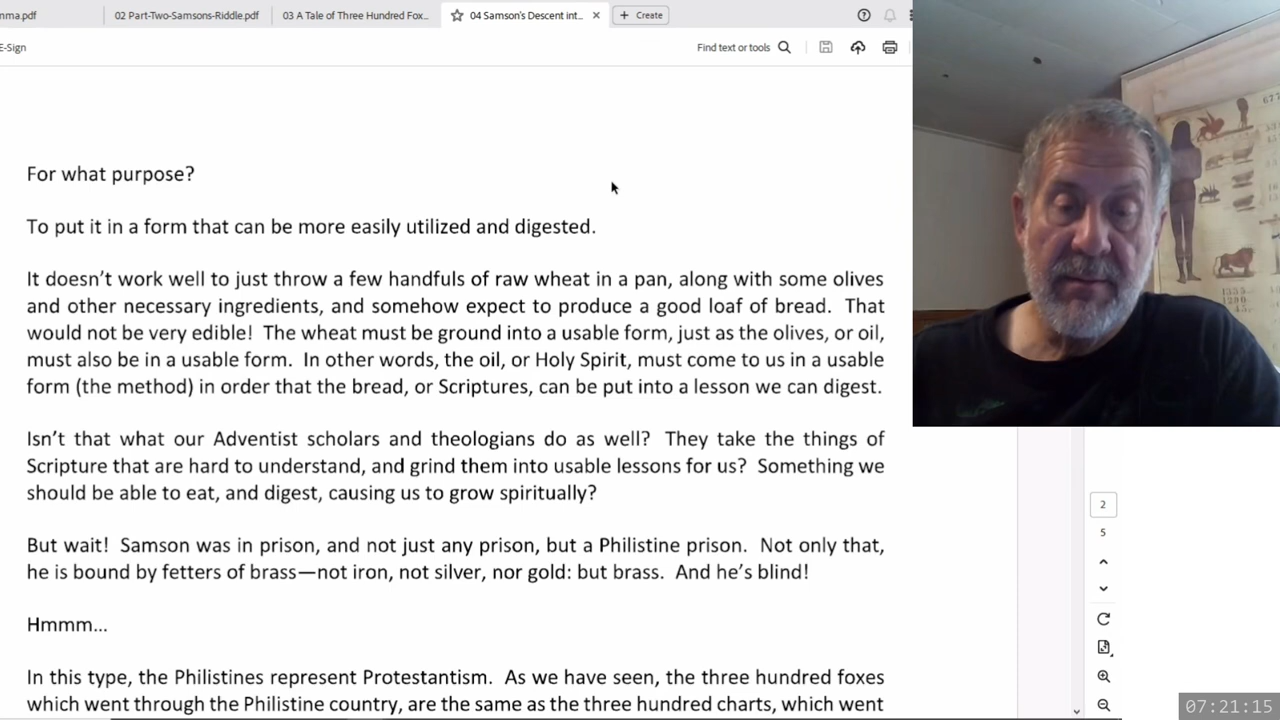 mma.pdf
02 Part-Two-Samsons-Riddle.pdf
03 A Tale of Three Hundred Fox...
04 Samson's Descent int...
Create
E-Sign
Find text or tools
For what purpose?
To put it in a form that can be more easily utilized and digested.
It doesn't work well to just throw a few handfuls of raw wheat in a pan, along with some olives
and other necessary ingredients, and somehow expect to produce a good loaf of bread. That
would not be very edible! The wheat must be ground into a usable form, just as the olives, or oil,
must also be in a usable form. In other words, the oil, or Holy Spirit, must come to us in a usable
form (the method) in order that the bread, or Scriptures, can be put into a lesson we can digest.
Isn't that what our Adventist scholars and theologians do as well? They take the things of
Scripture that are hard to understand, and grind them into usable lessons for us? Something we
should be able to eat, and digest, causing us to grow spiritually?
But wait! Samson was in prison, and not just any prison, but a Philistine prison. Not only that,
he is bound by fetters of brass—not iron, not silver, nor gold: but brass. And he's blind!
Hmmm...
In this type, the Philistines represent Protestantism. As we have seen, the three hundred foxes
which went through the Philistine country, are the same as the three hundred charts, which went
2
5
07:21:15